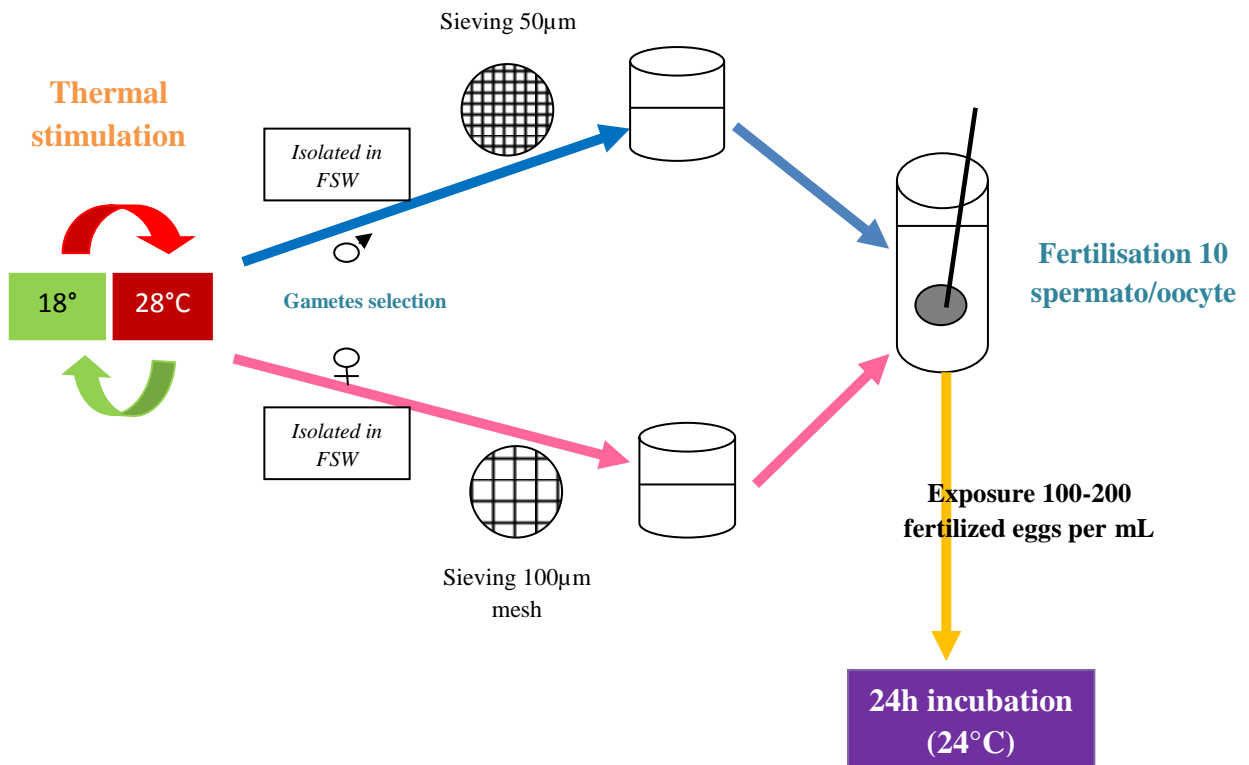 Sieving 50µm
Thermal
stimulation
Isolated in
FSW
Gametes selection
18°
28°C
Fertilisation 10
spermato/oocyte
Isolated in
FSW
Sieving 100µm
mesh
Exposure 100-200
fertilized eggs per mL
24h incubation
(24°C)